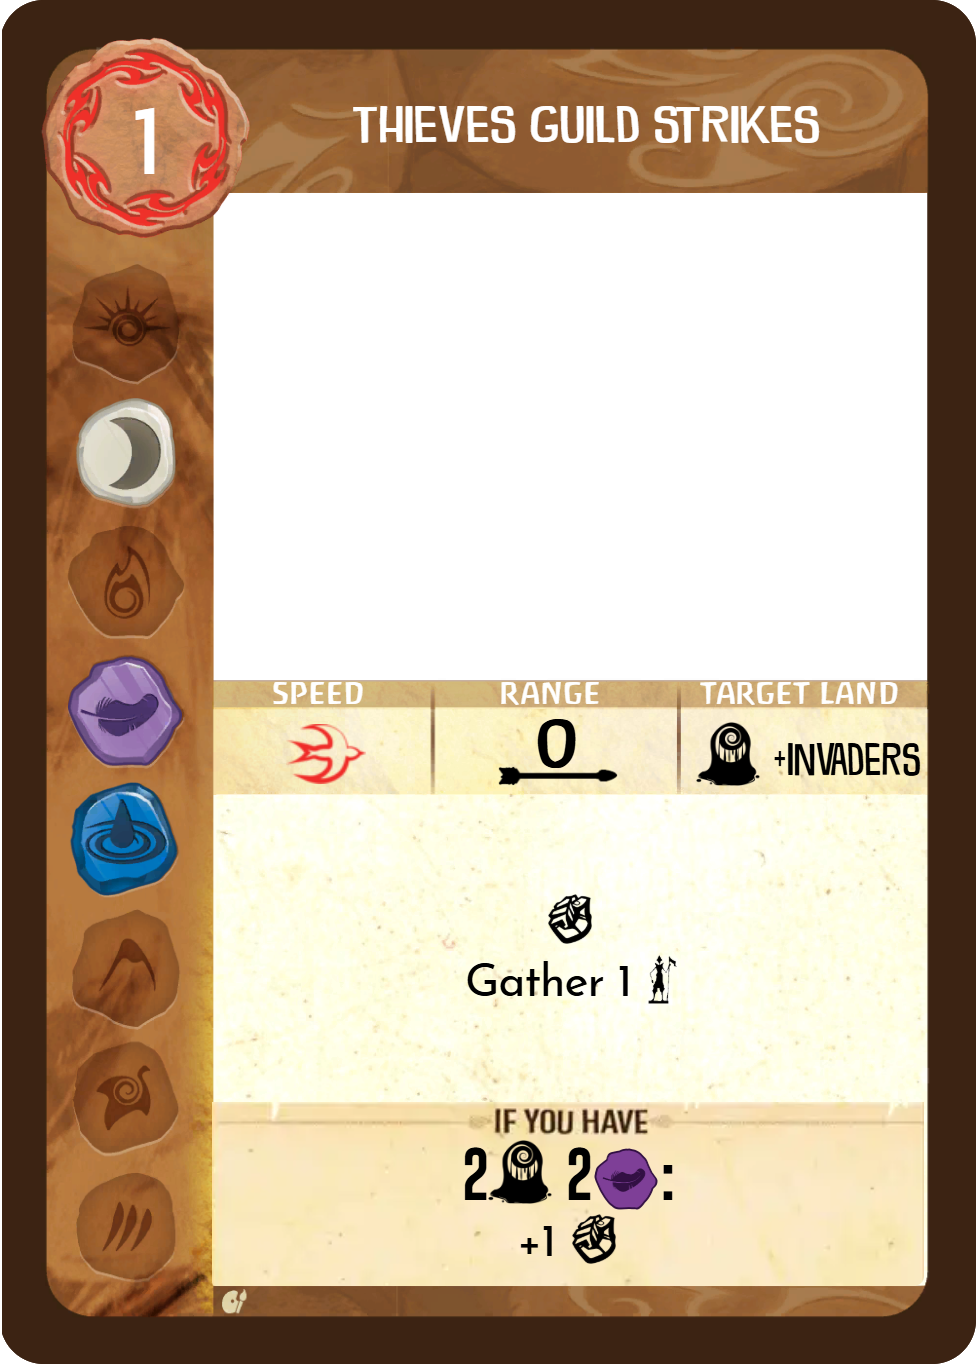 1
THIEVES GUILD STRIKES
SPEED RANGE TARGET LAND
0 +INVADERS
Gather 1
IF YOU HAVE
2 2 :
+1